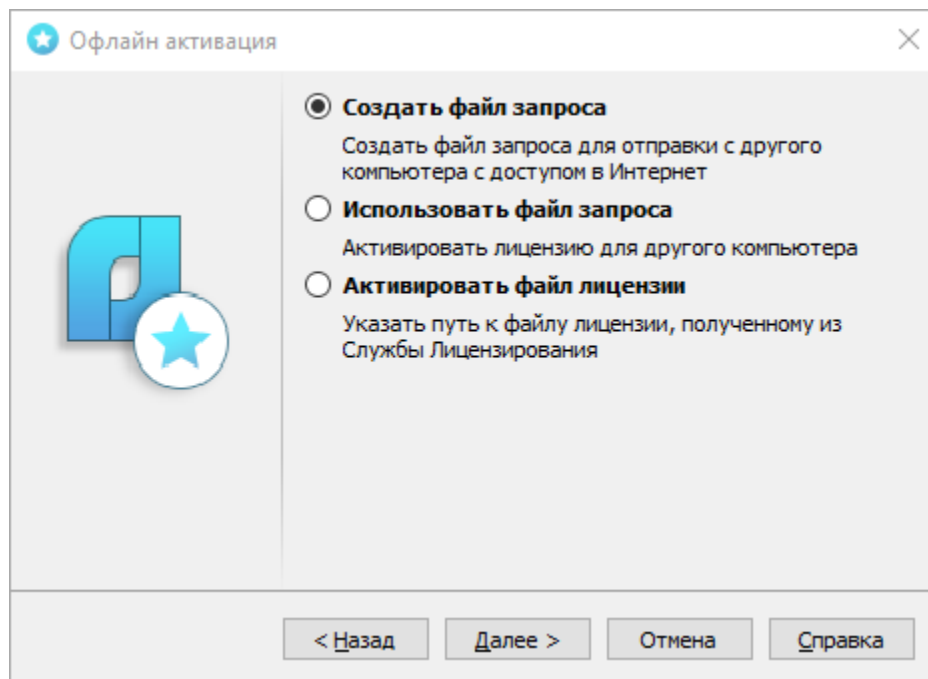 Офлайн активация
Создать файл запроса
Создать файл запроса для отправки с другого
компьютера с доступом в Интернет
Использовать файл запроса
Активировать лицензию для другого компьютера
Активировать файл лицензии
Указать путь к файлу лицензии, полученному из
Службы Лицензирования
< Назад
Далее >
Отмена
Справка